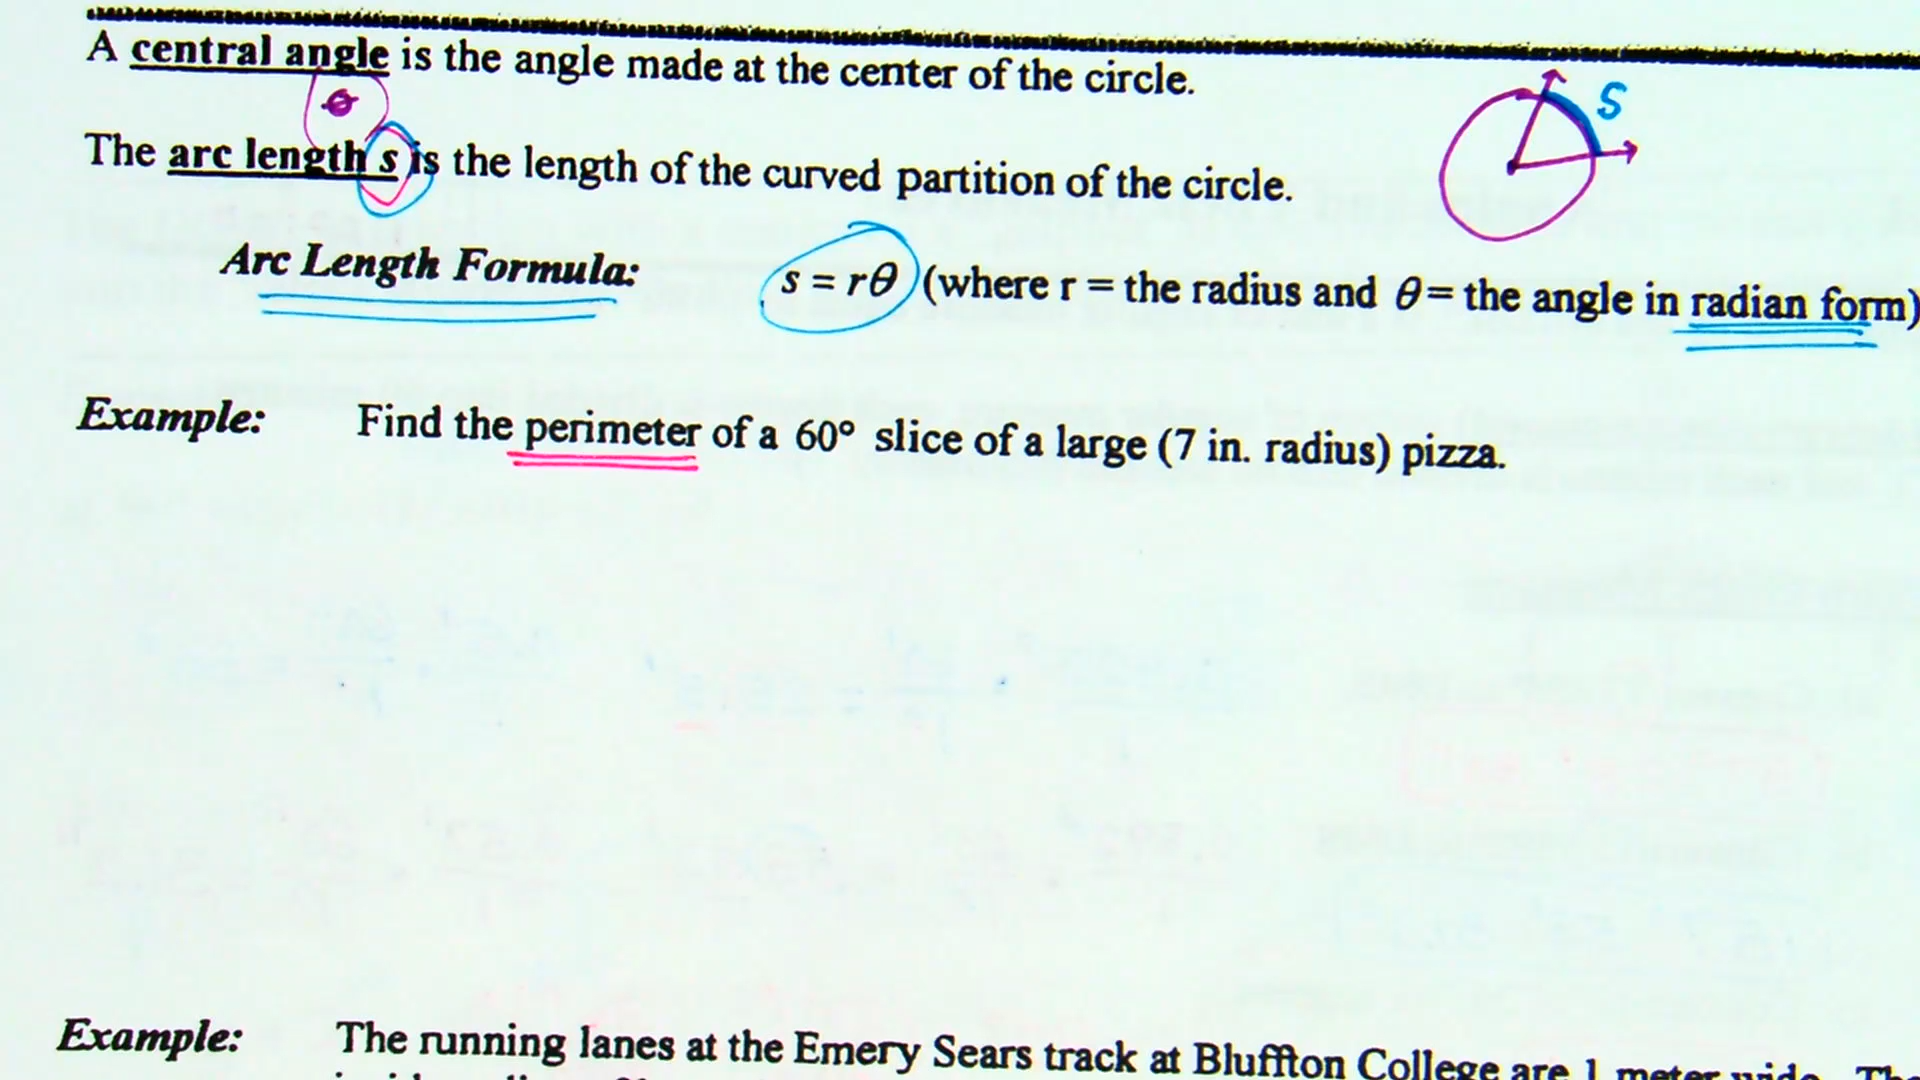 A central angle is the angle made at the center of the circle.
θ
S
The arc length s is the length of the curved partition of the circle.
Arc Length Formula: s = rθ (where r = the radius and θ = the angle in radian form)
Example: Find the perimeter of a 60° slice of a large (7 in. radius) pizza.
Example: The running lanes at the Emery Sears track at Bluffton College are 1 meter wide. The